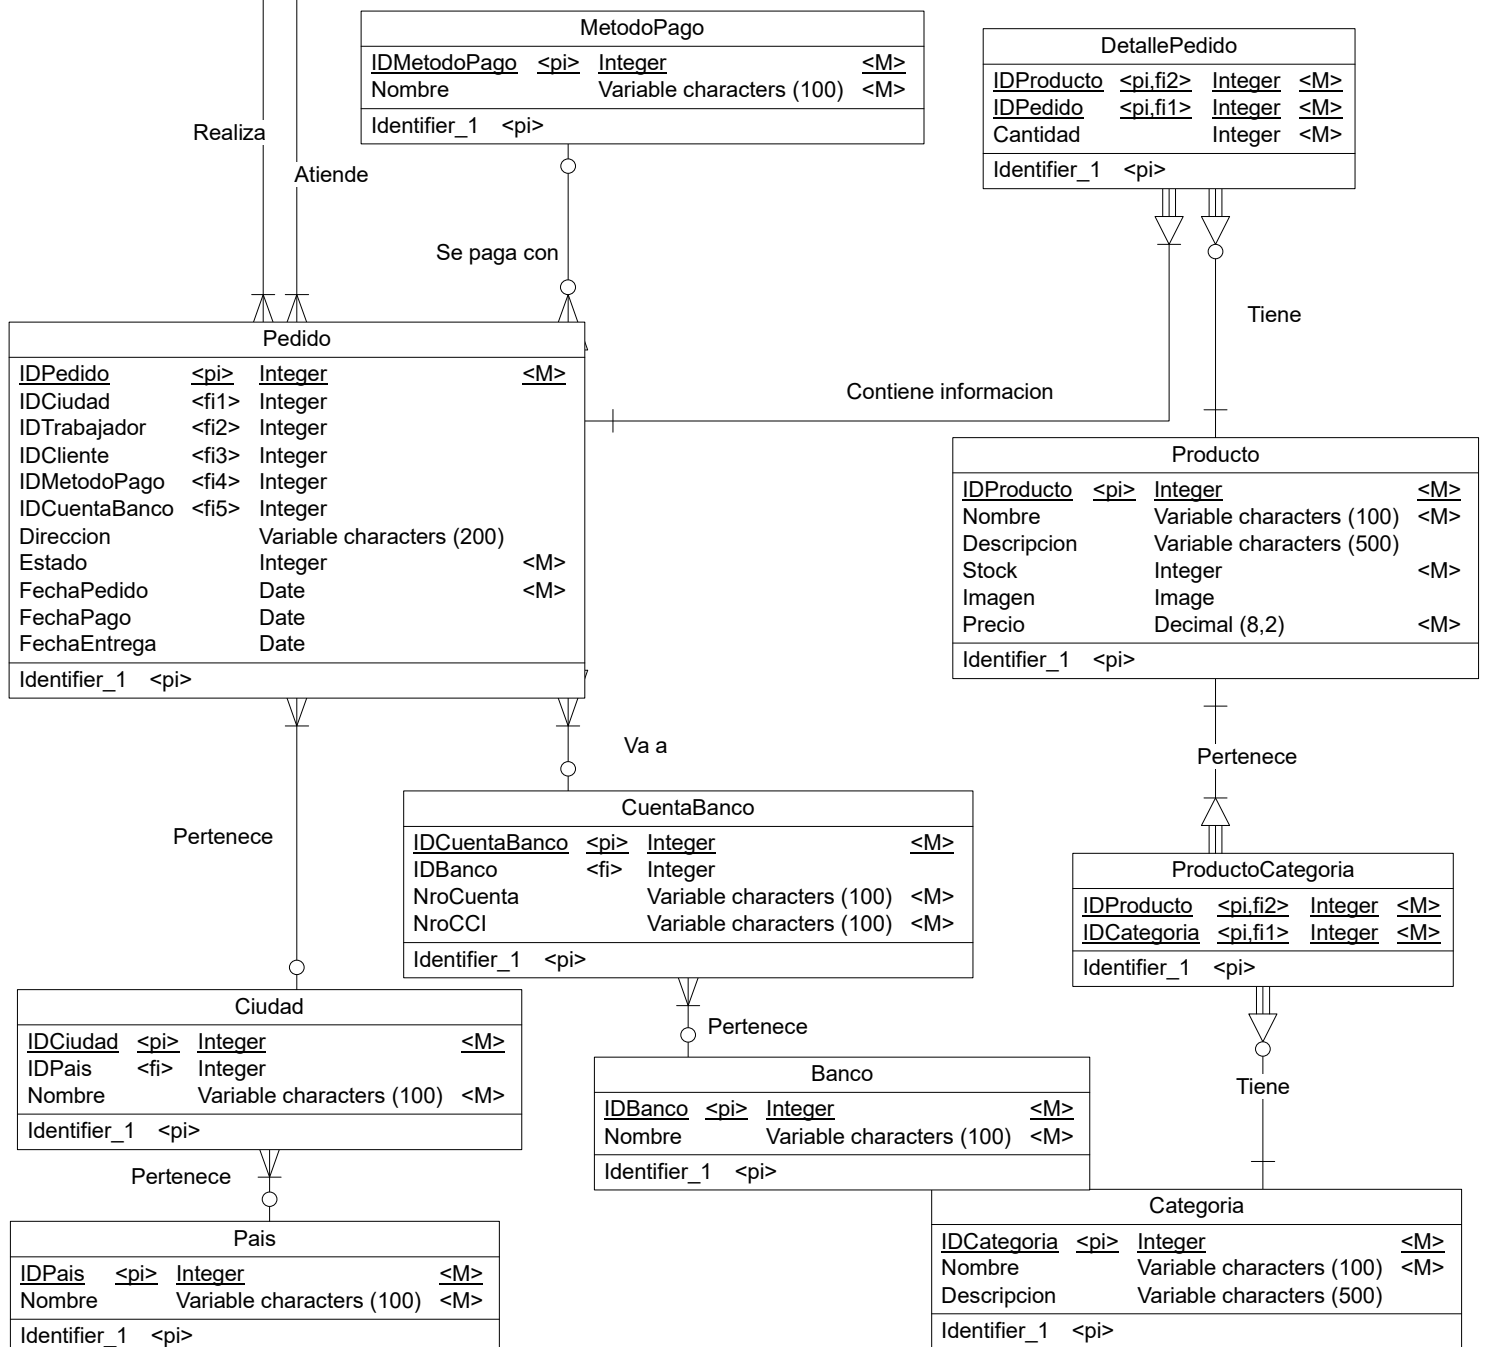 MetodoPago
IDMetodoPago <pi> Integer <M>
Nombre Variable characters (100) <M>
Identifier_1 <pi>
DetallePedido
IDProducto <pi,fi2> Integer <M>
IDPedido <pi,fi1> Integer <M>
Cantidad Integer <M>
Identifier_1 <pi>
Realiza
Atiende
Se paga con
Tiene
Contiene informacion
Pedido
IDPedido <pi> Integer <M>
IDCiudad <fi1> Integer
IDTrabajador <fi2> Integer
IDCliente <fi3> Integer
IDMetodoPago <fi4> Integer
IDCuentaBanco <fi5> Integer
Direccion Variable characters (200)
Estado Integer <M>
FechaPedido Date <M>
FechaPago Date
FechaEntrega Date
Identifier_1 <pi>
Producto
IDProducto <pi> Integer <M>
Nombre Variable characters (100) <M>
Descripcion Variable characters (500)
Stock Integer <M>
Imagen Image
Precio Decimal (8,2) <M>
Identifier_1 <pi>
Va a
Pertenece
Pertenece
CuentaBanco
IDCuentaBanco <pi> Integer <M>
IDBanco <fi> Integer
NroCuenta Variable characters (100) <M>
NroCCI Variable characters (100) <M>
Identifier_1 <pi>
ProductoCategoria
IDProducto <pi,fi2> Integer <M>
IDCategoria <pi,fi1> Integer <M>
Identifier_1 <pi>
Ciudad
IDCiudad <pi> Integer <M>
IDPais <fi> Integer
Nombre Variable characters (100) <M>
Identifier_1 <pi>
Pertenece
Banco
IDBanco <pi> Integer <M>
Nombre Variable characters (100) <M>
Identifier_1 <pi>
Tiene
Pertenece
Pais
IDPais <pi> Integer <M>
Nombre Variable characters (100) <M>
Identifier_1 <pi>
Categoria
IDCategoria <pi> Integer <M>
Nombre Variable characters (100) <M>
Descripcion Variable characters (500)
Identifier_1 <pi>